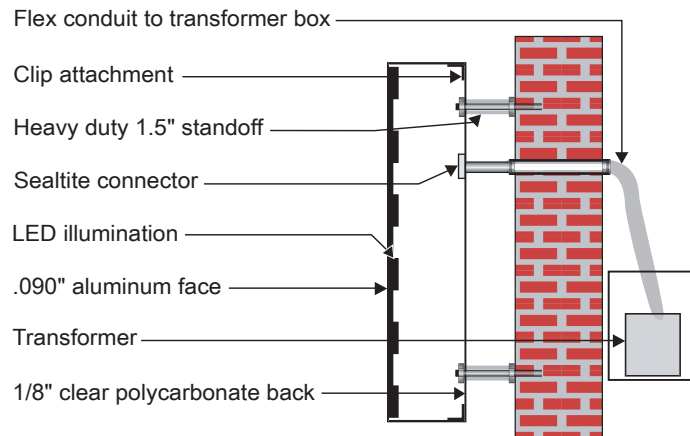 Flex conduit to transformer box
Clip attachment
Heavy duty 1.5" standoff
Sealtite connector
LED illumination
.090" aluminum face
Transformer
1/8" clear polycarbonate back